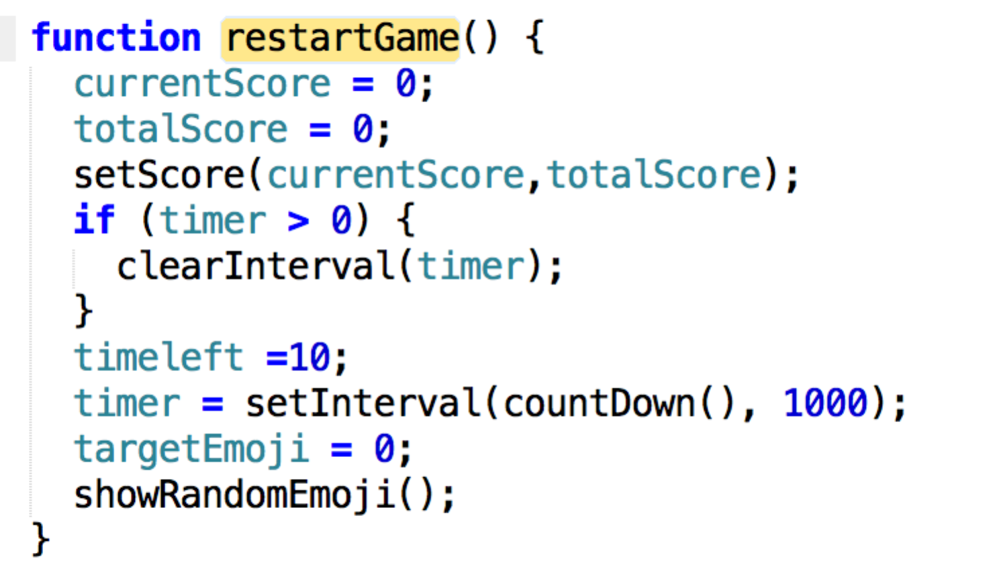 function restartGame() {
currentScore = 0;
totalScore = 0;
setScore(currentScore,totalScore);
if (timer > 0) {
clearInterval(timer);
}
timeleft =10;
timer = setInterval(countDown(), 1000);
targetEmoji = 0;
showRandomEmoji();
}